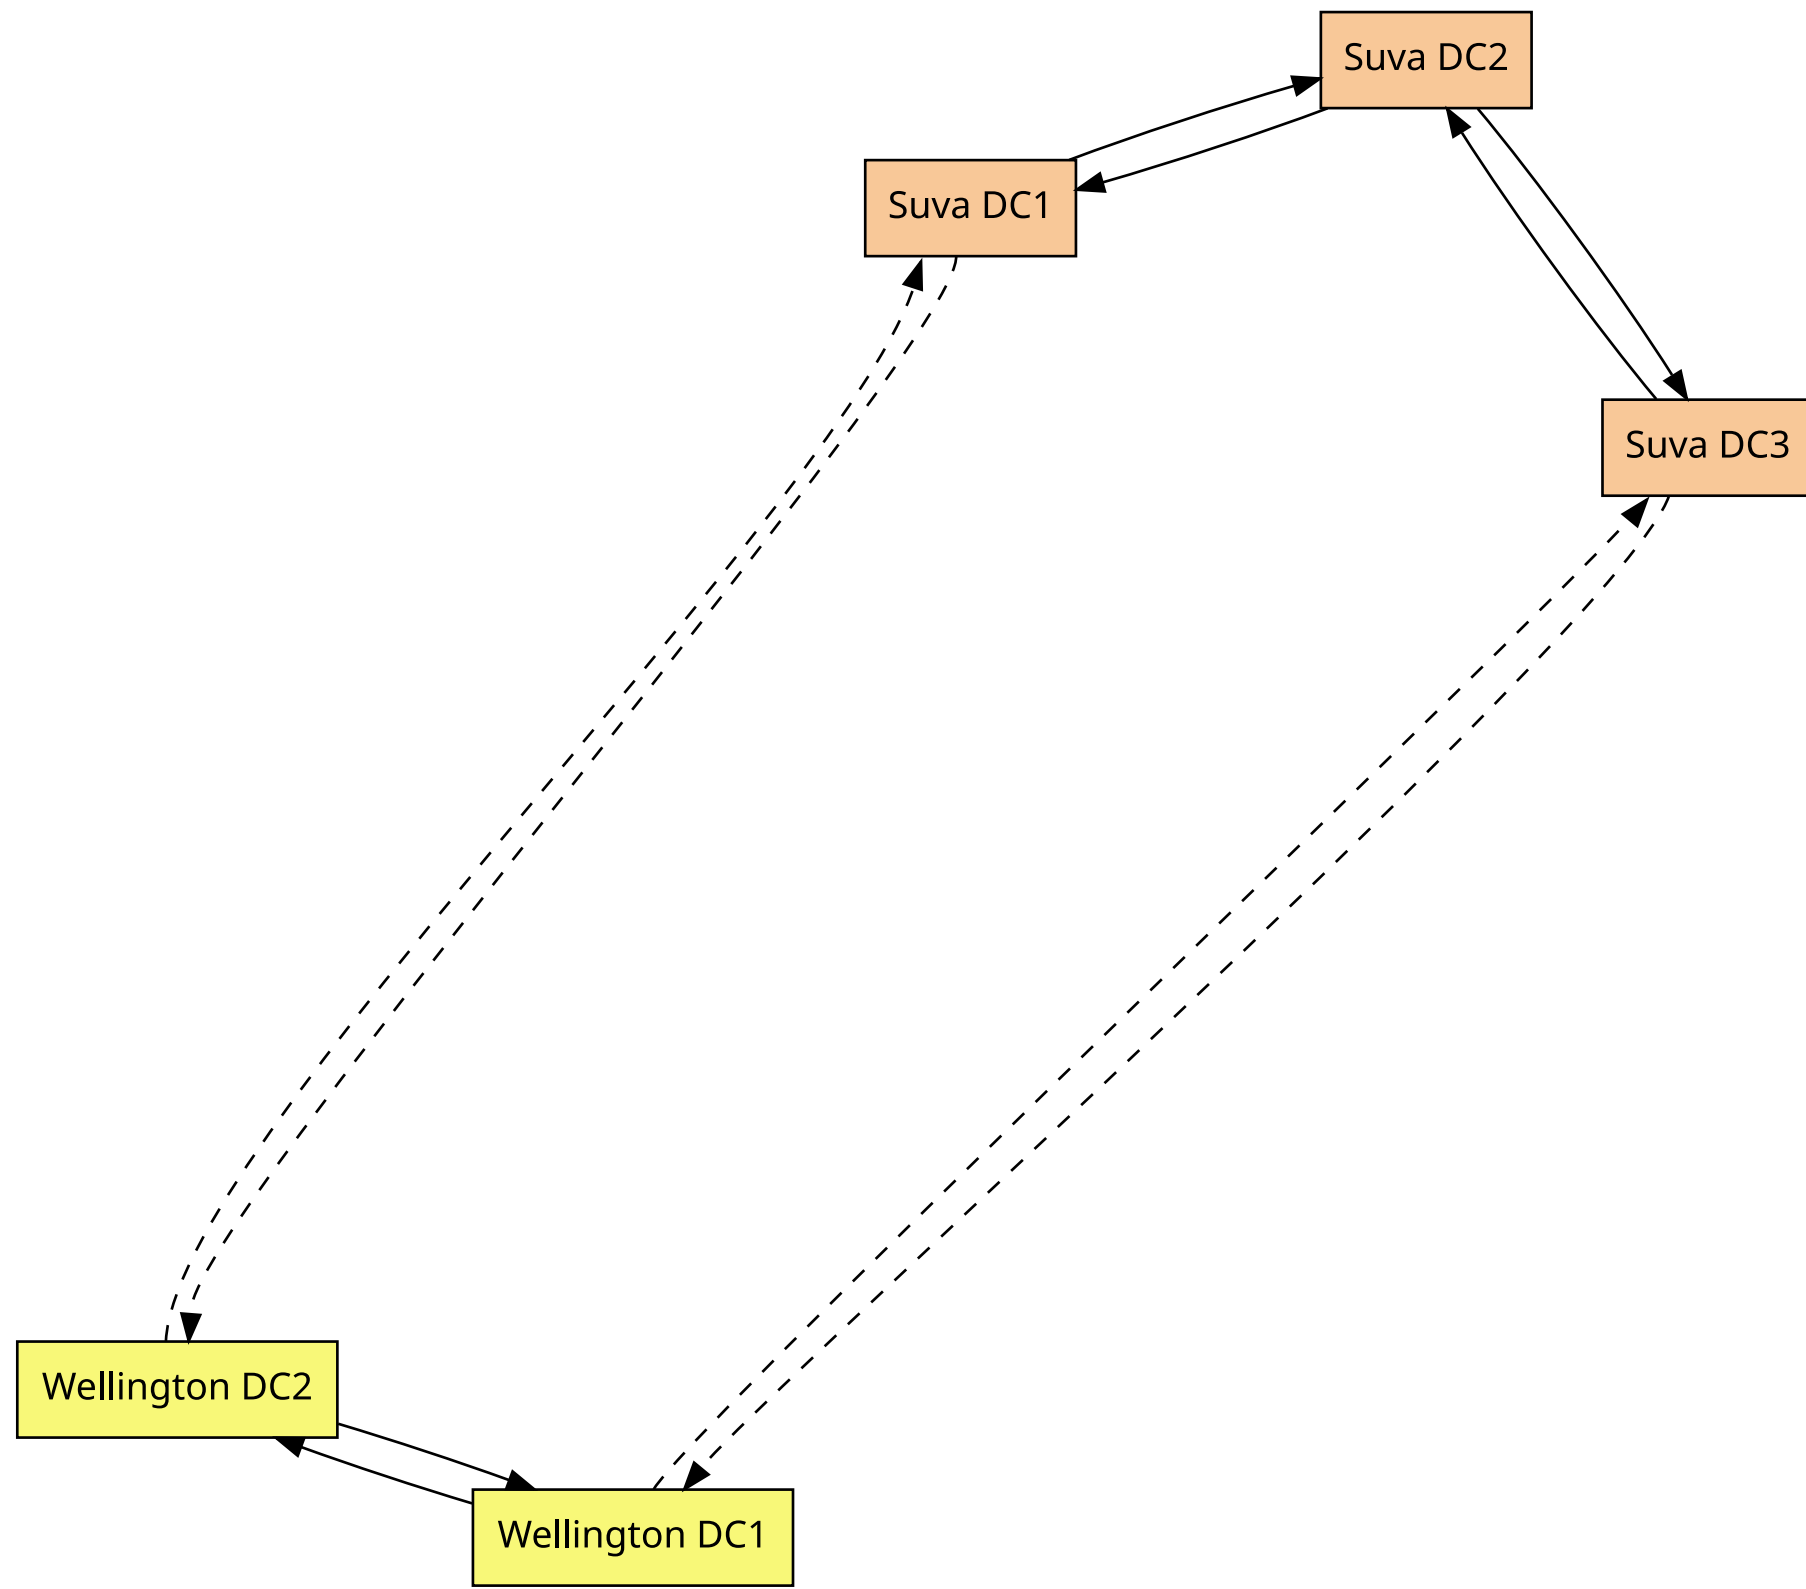 Suva DC2
Suva DC1
Suva DC3
Wellington DC2
Wellington DC1